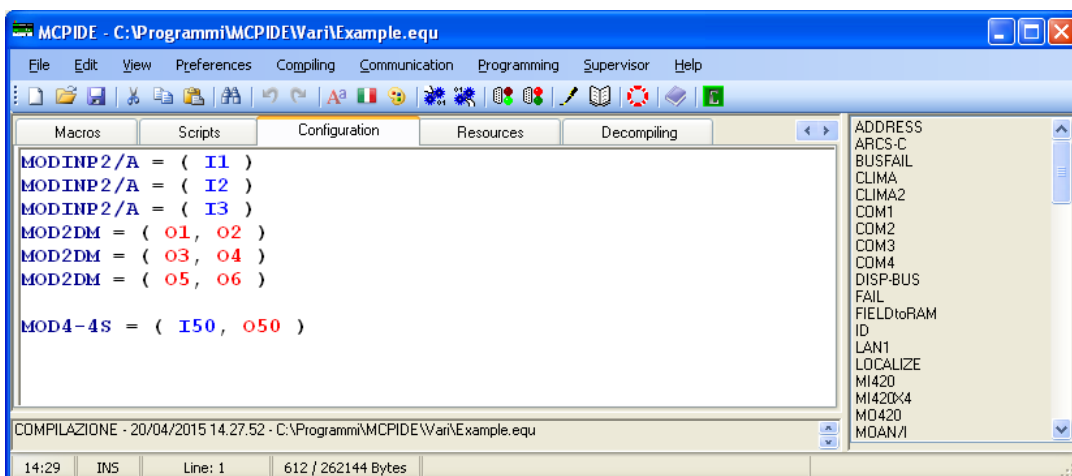 MCPIDE - C:\Programmi\MCPIDE\Vari\Example.equ
File Edit View Preferences Compiling Communication Programming Supervisor Help
Macros Scripts Configuration Resources Decompiling
MODINP2/A = ( I1 )
MODINP2/A = ( I2 )
MODINP2/A = ( I3 )
MOD2DM = ( O1, O2 )
MOD2DM = ( O3, O4 )
MOD2DM = ( O5, O6 )
MOD4-4S = ( I50, O50 )
ADDRESS
ARCS-C
BUSFAIL
CLIMA
CLIMA2
COM1
COM2
COM3
COM4
DISP-BUS
FAIL
FIELDtoRAM
ID
LAN1
LOCALIZE
MI420
MI420X4
MO420
MOAN/I
COMPILAZIONE - 20/04/2015 14.27.52 - C:\Programmi\MCPIDE\Vari\Example.equ
14:29 INS Line: 1 612 / 262144 Bytes